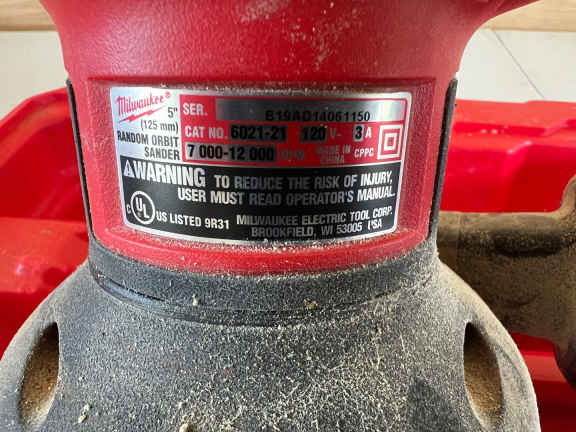 Milwaukee®
5"
(125 mm)
RANDOM ORBIT
SANDER
SER. B19AD14061150
CAT NO. 6021-21 120 V~ 3 A
7 000-12 000 RPM MADE IN CHINA CPPC
WARNING TO REDUCE THE RISK OF INJURY,
USER MUST READ OPERATOR'S MANUAL.
C UL US LISTED 9R31 MILWAUKEE ELECTRIC TOOL CORP.
BROOKFIELD, WI 53005 USA